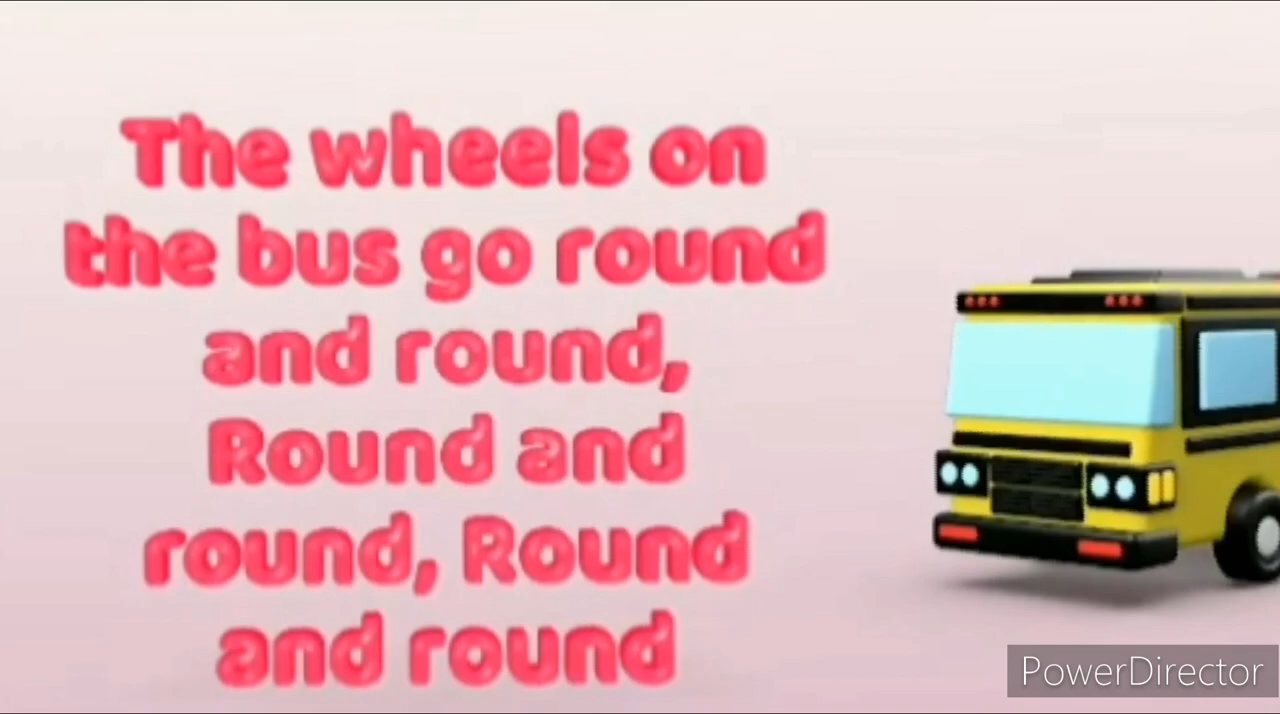 The wheels on
the bus go round
and round,
Round and
round, Round
and round
PowerDirector